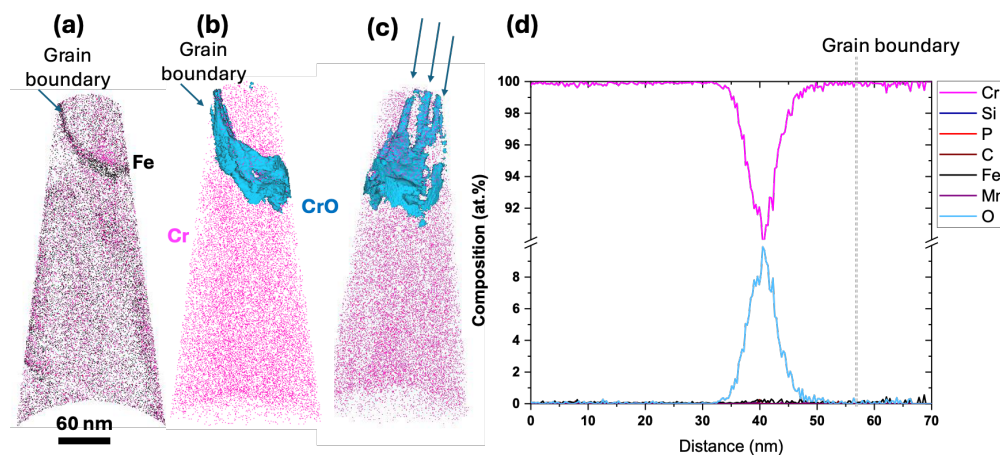 (a)
Grain
boundary
Fe
60 nm
(b)
Grain
boundary
Cr
CrO
(c)
(d)
Grain boundary
Composition (at.%)
100
98
96
94
92
8
6
4
2
0
0 10 20 30 40 50 60 70
Distance (nm)
Cr
Si
P
C
Fe
Mn
O